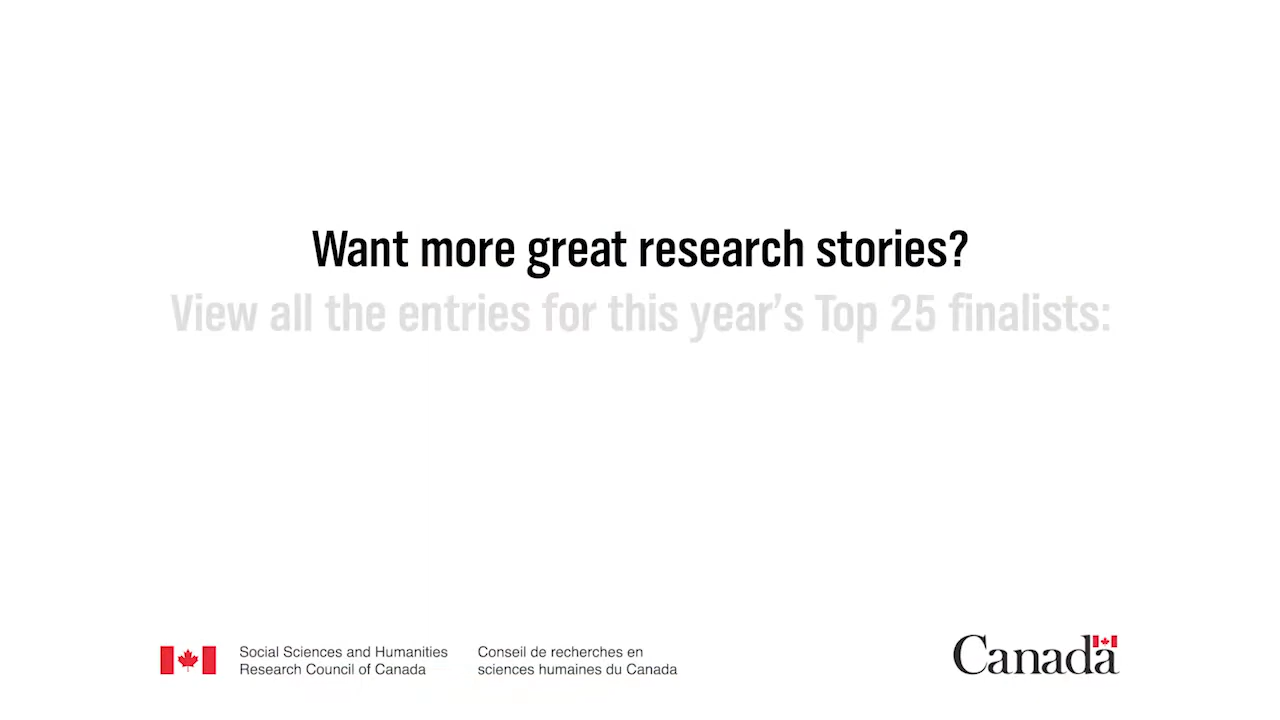 Want more great research stories?
View all the entries for this year's Top 25 finalists:
Social Sciences and Humanities
Research Council of Canada
Conseil de recherches en
sciences humaines du Canada
Canada